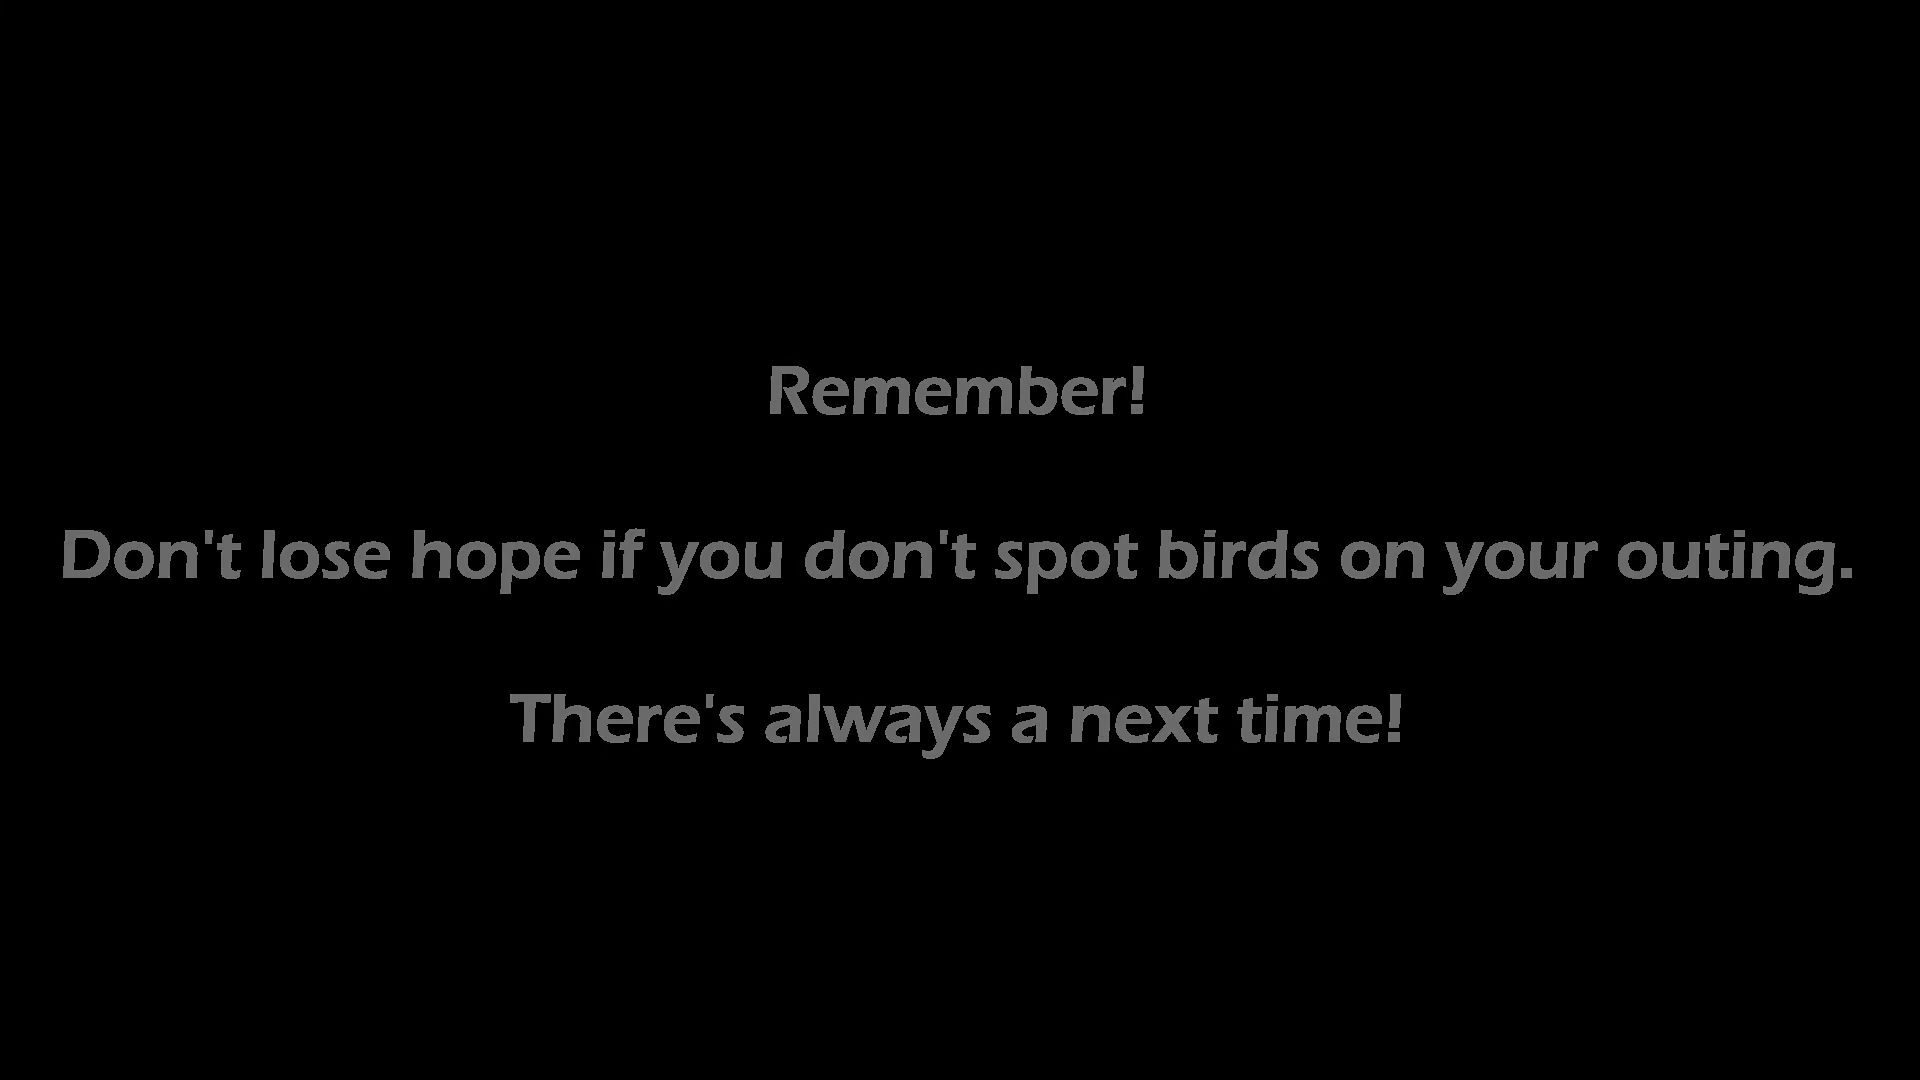 Remember!
Don't lose hope if you don't spot birds on your outing.
There's always a next time!